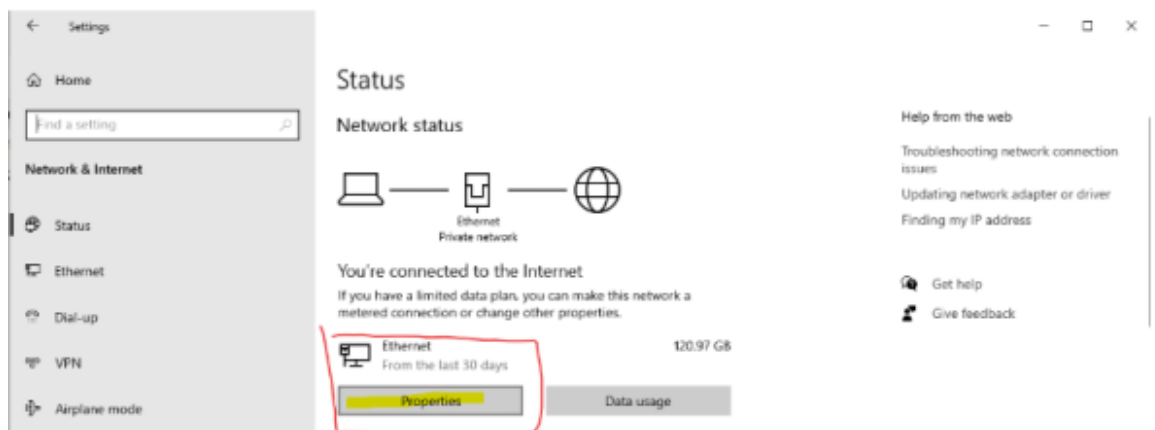 Settings
Home
Find a setting
Network & Internet
Status
Ethernet
Dial-up
VPN
Airplane mode
Status
Network status
Ethernet
Private network
You're connected to the Internet
If you have a limited data plan, you can make this network a
metered connection or change other properties.
Ethernet
120.97 GB
From the last 30 days
Properties
Data usage
Help from the web
Troubleshooting network connection
issues
Updating network adapter or driver
Finding my IP address
Get help
Give feedback